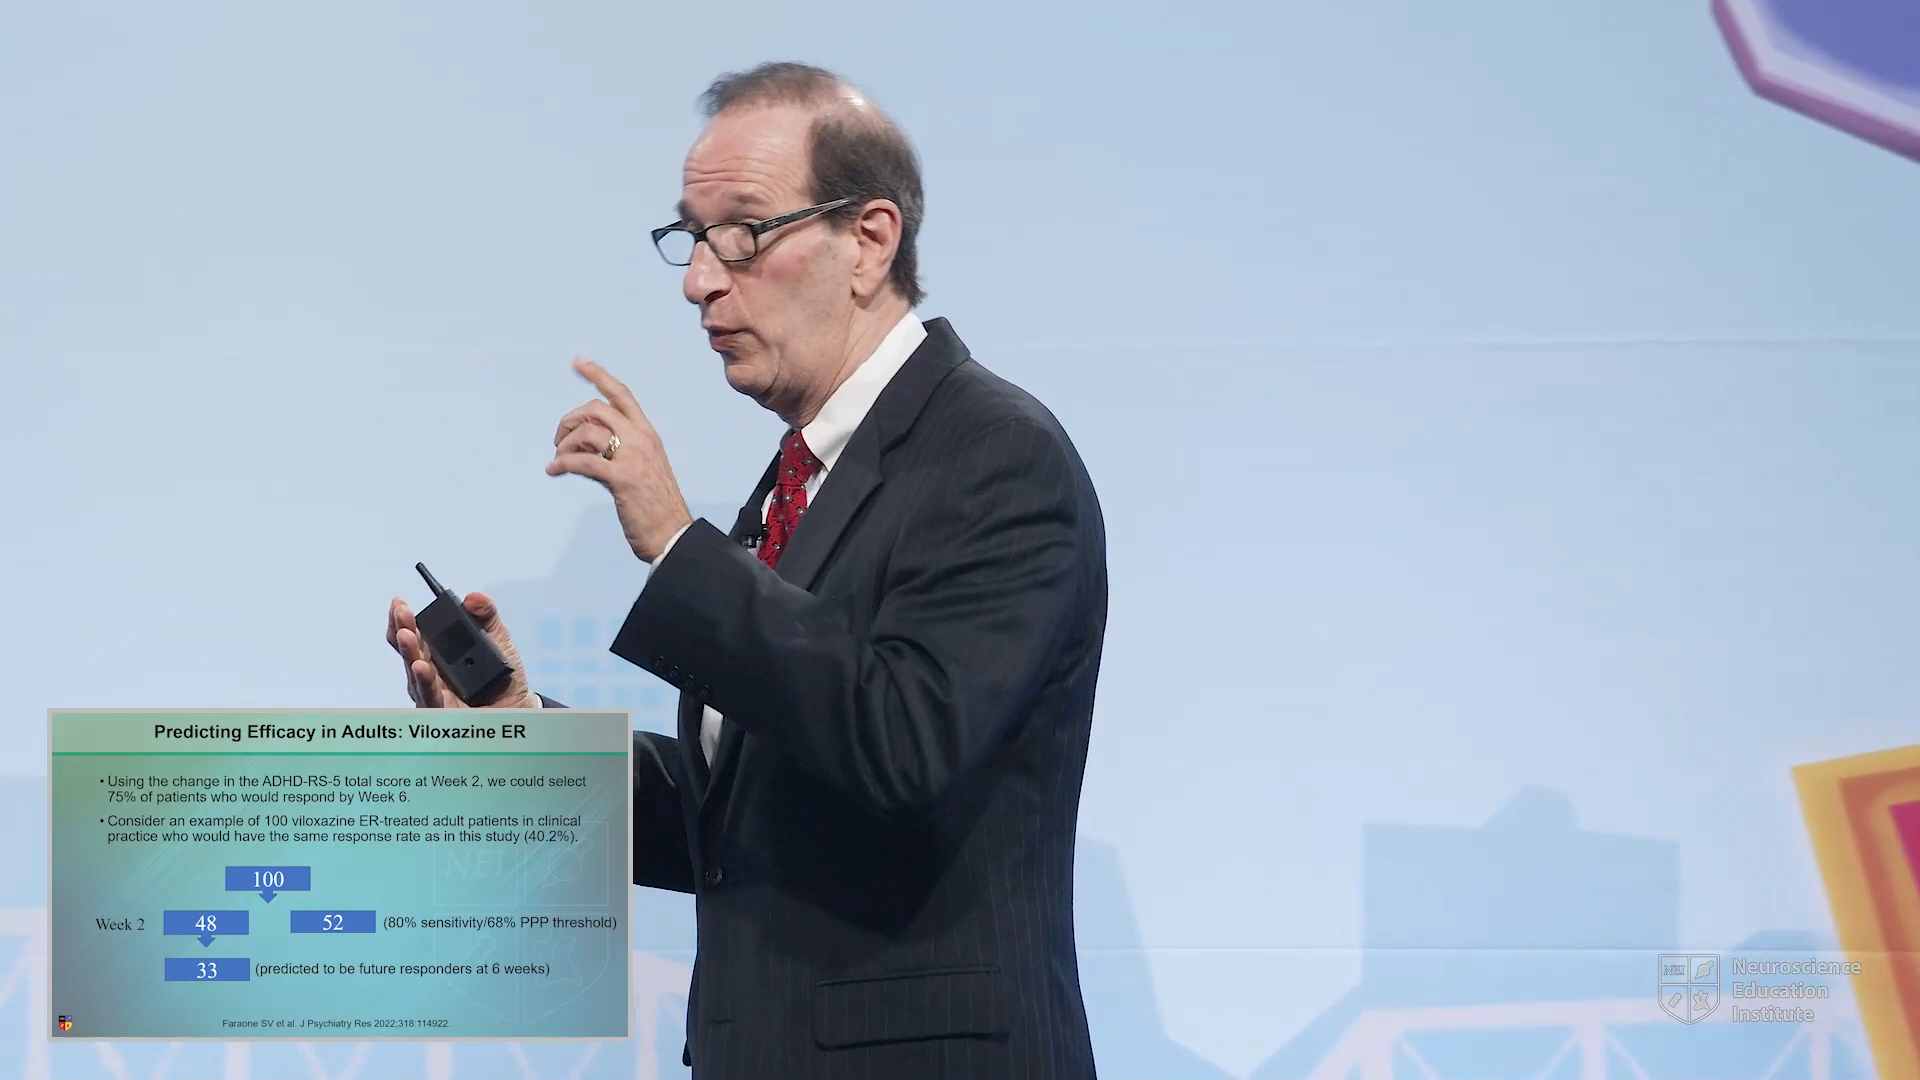 Predicting Efficacy in Adults: Viloxazine ER
• Using the change in the ADHD-RS-5 total score at Week 2, we could select
75% of patients who would respond by Week 6.
• Consider an example of 100 viloxazine ER-treated adult patients in clinical
practice who would have the same response rate as in this study (40.2%).
100
Week 2 48 52 (80% sensitivity/68% PPP threshold)
33 (predicted to be future responders at 6 weeks)
Faraone SV et al. J Psychiatry Res 2022;318:114922.
NEI
NEI
Neuroscience
Education
Institute